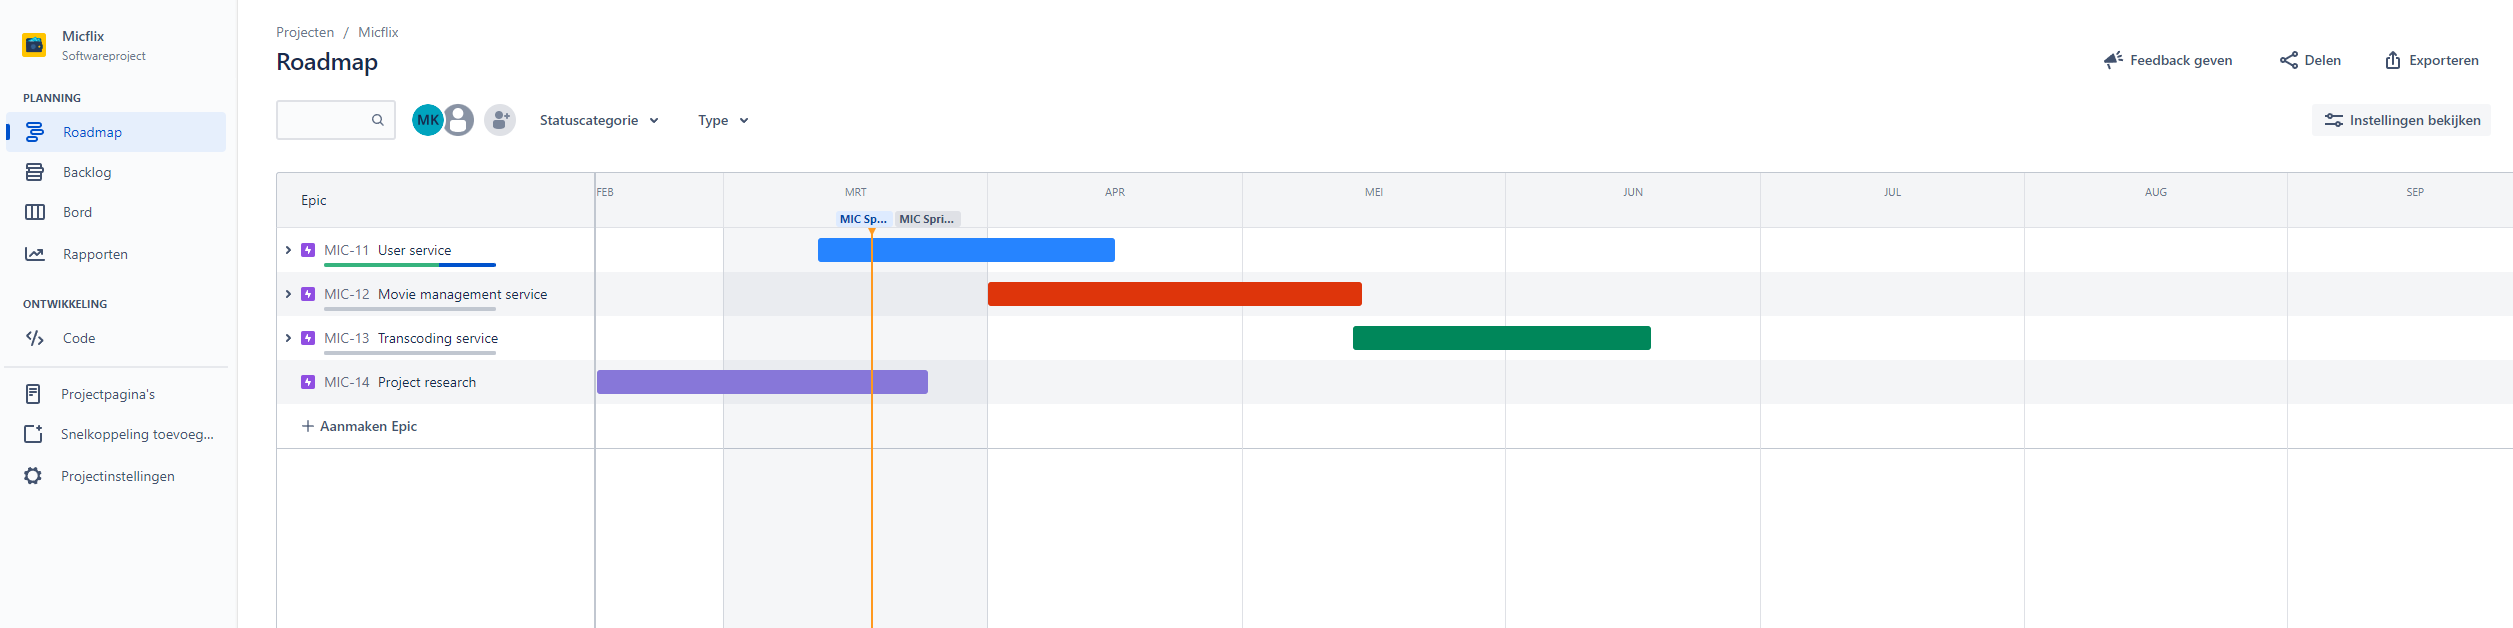 Micflix
Softwareproject
PLANNING
Roadmap
Backlog
Bord
Rapporten
ONTWIKKELING
Code
Projectpagina's
Snelkoppeling toevoeg...
Projectinstellingen
Projecten / Micflix
Roadmap
Feedback geven
Delen
Exporteren
MK
Statuscategorie
Type
Instellingen bekijken
Epic
FEB MRT APR MEI JUN JUL AUG SEP
MIC Sp... MIC Spri...
MIC-11 User service
MIC-12 Movie management service
MIC-13 Transcoding service
MIC-14 Project research
+ Aanmaken Epic